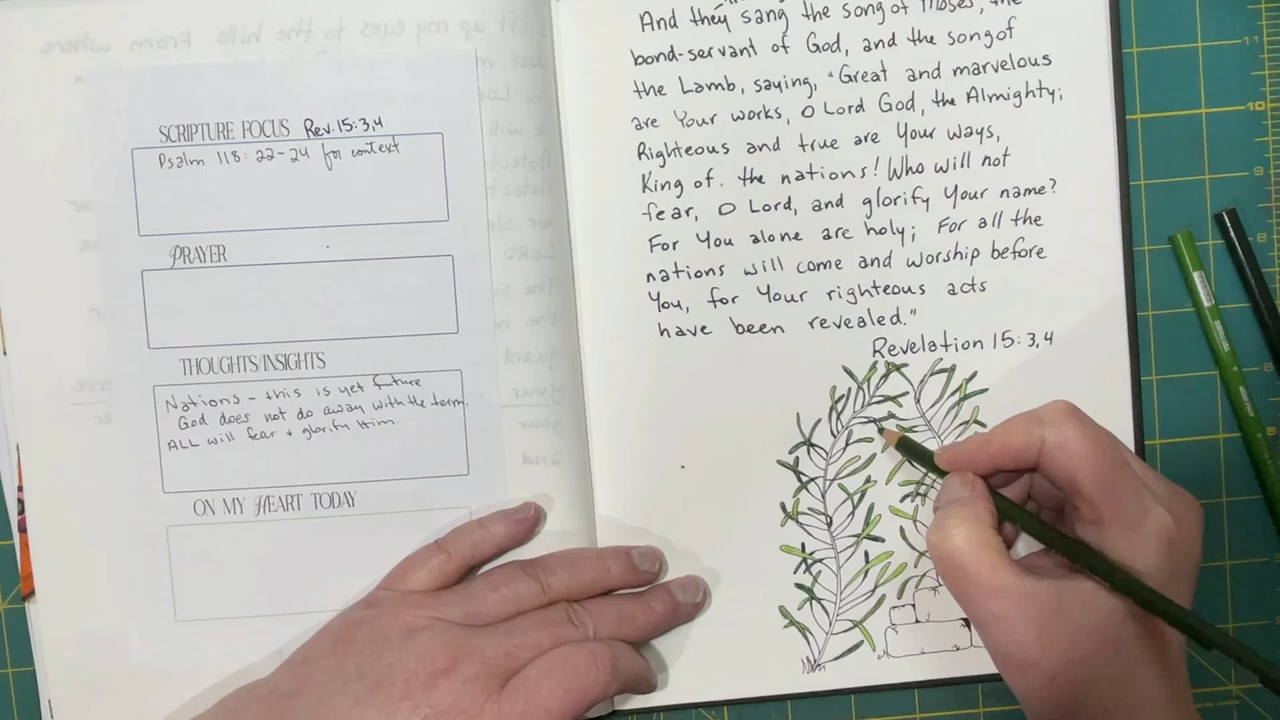 SCRIPTURE FOCUS Rev. 15:3,4
Psalm 118: 22-24 for context
PRAYER
THOUGHTS/INSIGHTS
Nations - this is yet future
God does not do away with the term.
ALL will fear + glorify Him.
ON MY HEART TODAY
And they sang the song of Moses, the
bond-servant of God, and the song of
the Lamb, saying, "Great and marvelous
are Your works, O Lord God, the Almighty;
Righteous and true are Your ways,
King of. the nations! Who will not
fear, O Lord, and glorify Your name?
For You alone are holy; For all the
nations will come and worship before
You, for Your righteous acts
have been revealed."
Revelation 15:3,4
11
10
9
8